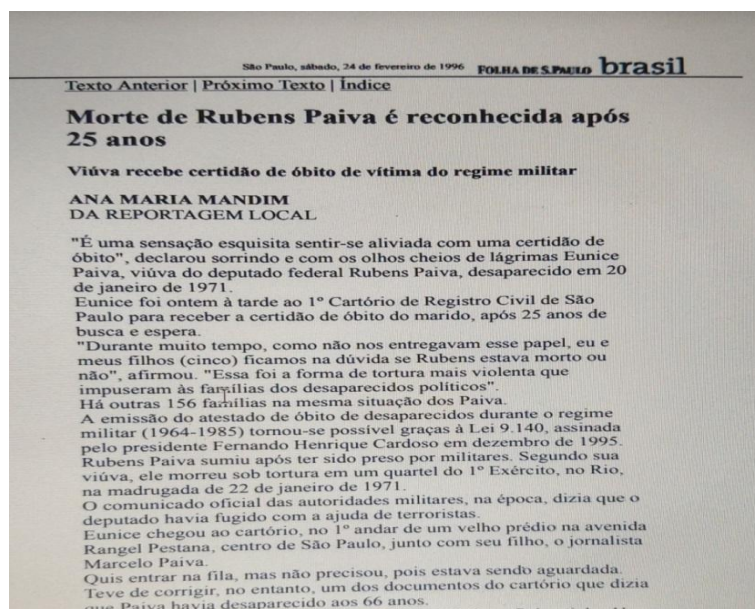 São Paulo, sábado, 24 de fevereiro de 1996 FOLHA DE S.PAULO brasil
Texto Anterior | Próximo Texto | Índice
Morte de Rubens Paiva é reconhecida após
25 anos
Viúva recebe certidão de óbito de vítima do regime militar
ANA MARIA MANDIM
DA REPORTAGEM LOCAL
"É uma sensação esquisita sentir-se aliviada com uma certidão de
óbito", declarou sorrindo e com os olhos cheios de lágrimas Eunice
Paiva, viúva do deputado federal Rubens Paiva, desaparecido em 20
de janeiro de 1971.
Eunice foi ontem à tarde ao 1º Cartório de Registro Civil de São
Paulo para receber a certidão de óbito do marido, após 25 anos de
busca e espera.
"Durante muito tempo, como não nos entregavam esse papel, eu e
meus filhos (cinco) ficamos na dúvida se Rubens estava morto ou
não", afirmou. "Essa foi a forma de tortura mais violenta que
impuseram às famílias dos desaparecidos políticos".
Há outras 156 famílias na mesma situação dos Paiva.
A emissão do atestado de óbito de desaparecidos durante o regime
militar (1964-1985) tornou-se possível graças à Lei 9.140, assinada
pelo presidente Fernando Henrique Cardoso em dezembro de 1995.
Rubens Paiva sumiu após ter sido preso por militares. Segundo sua
viúva, ele morreu sob tortura em um quartel do 1º Exército, no Rio,
na madrugada de 22 de janeiro de 1971.
O comunicado oficial das autoridades militares, na época, dizia que o
deputado havia fugido com a ajuda de terroristas.
Eunice chegou ao cartório, no 1º andar de um velho prédio na avenida
Rangel Pestana, centro de São Paulo, junto com seu filho, o jornalista
Marcelo Paiva.
Quis entrar na fila, mas não precisou, pois estava sendo aguardada.
Teve de corrigir, no entanto, um dos documentos do cartório que dizia
que Paiva havia desaparecido aos 66 anos.